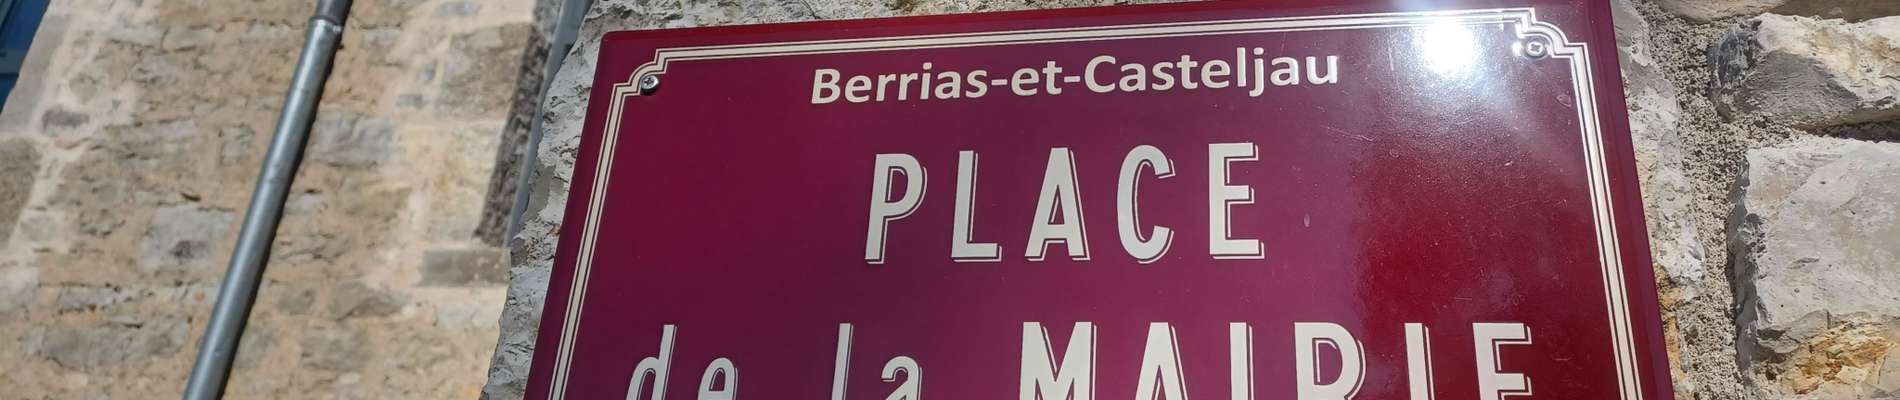 Berrias-et-Casteljau
PLACE
de la MAIRIE